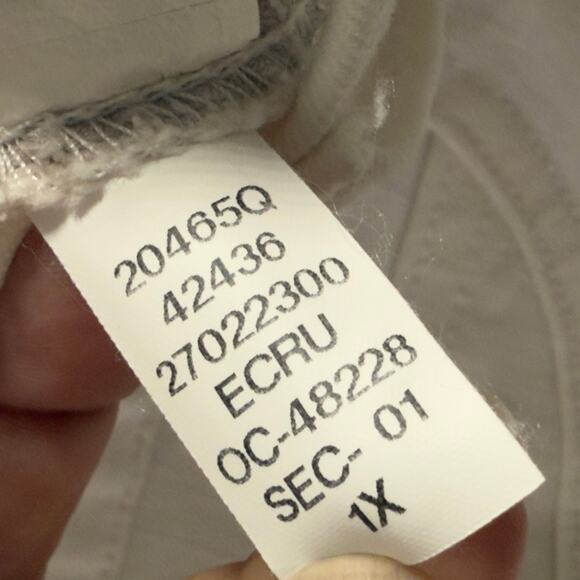 20465Q
42436
27022300
ECRU
OC-48228
SEC- 01
1X